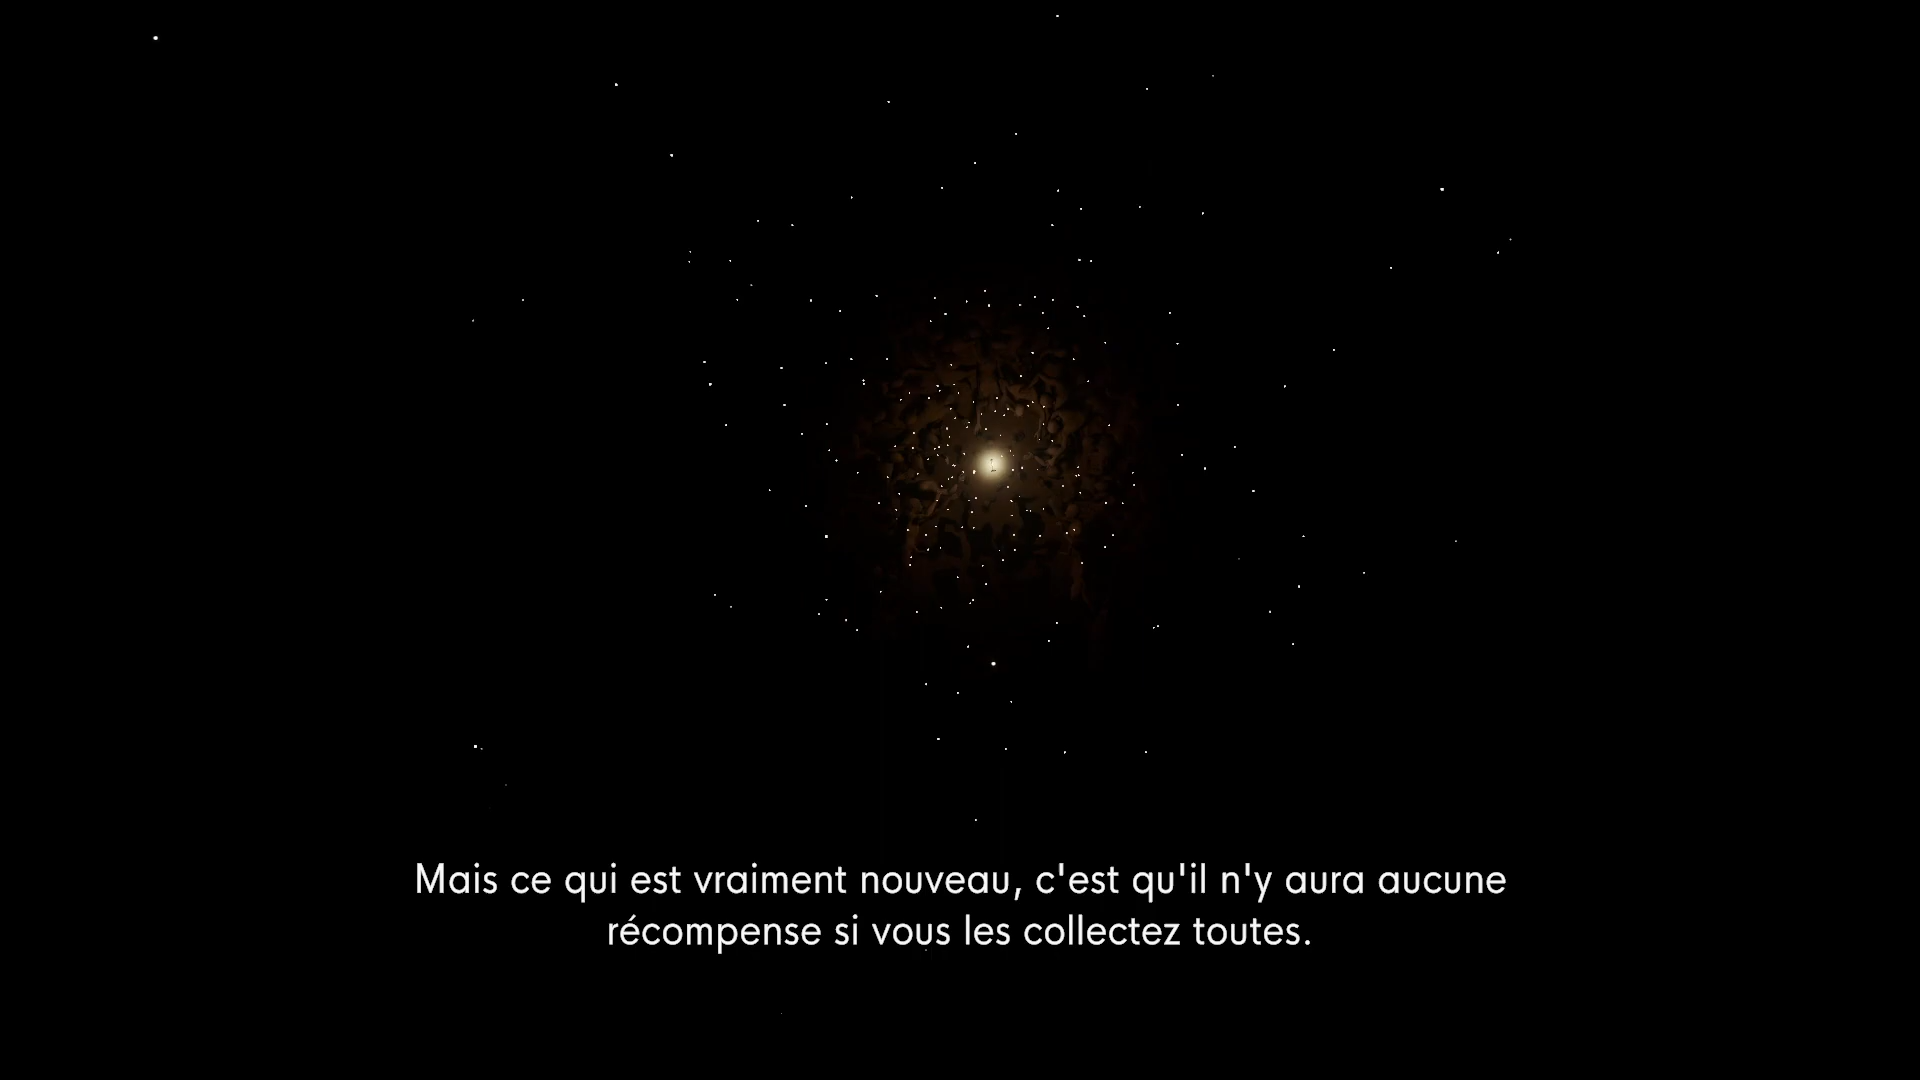 Mais ce qui est vraiment nouveau, c'est qu'il n'y aura aucune
récompense si vous les collectez toutes.